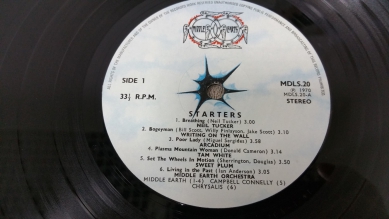 SIDE 1
33⅓ R.P.M.
MDLS.20
℗ 1970
MDLS.20-A
STEREO
STARTERS
1. Breathing (Neil Tucker) 3.00
NEIL TUCKER
2. Bogeyman (Bill Scott, Willy Finlayson, Jake Scott) 3.10
WRITING ON THE WALL
3. Poor Lady (Miguel Sergydes) 3.58
ARCADIUM
4. Plasma Mountain Woman (Donald Cameron) 3.14
TAM WHITE
5. Set The Wheels In Motion (Sherrington, Douglas) 3.50
SWEET PLUM
6. Living in the Past (Ian Anderson) 3.05
MIDDLE EARTH ORCHESTRA
MIDDLE EARTH (1-4) CAMPBELL CONNELLY (5)
CHRYSALIS (6)